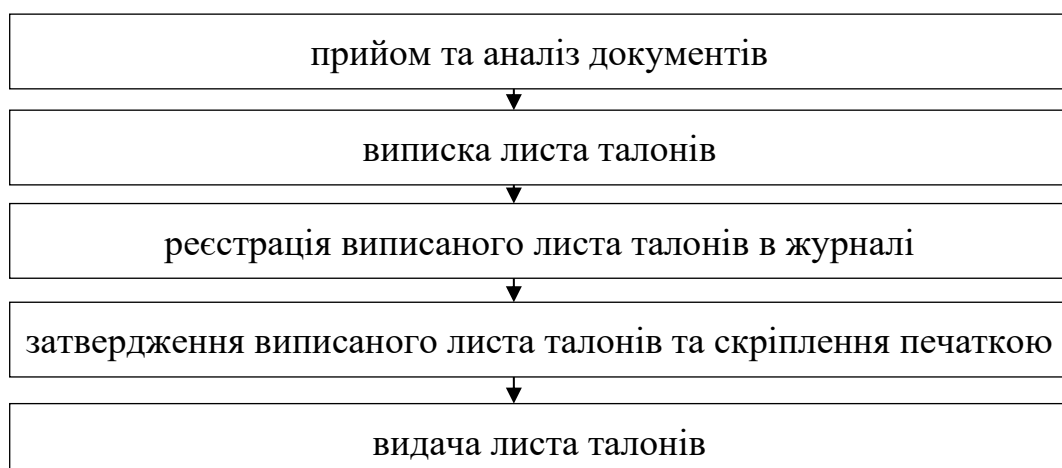 прийом та аналіз документів
виписка листа талонів
реєстрація виписаного листа талонів в журналі
затвердження виписаного листа талонів та скріплення печаткою
видача листа талонів